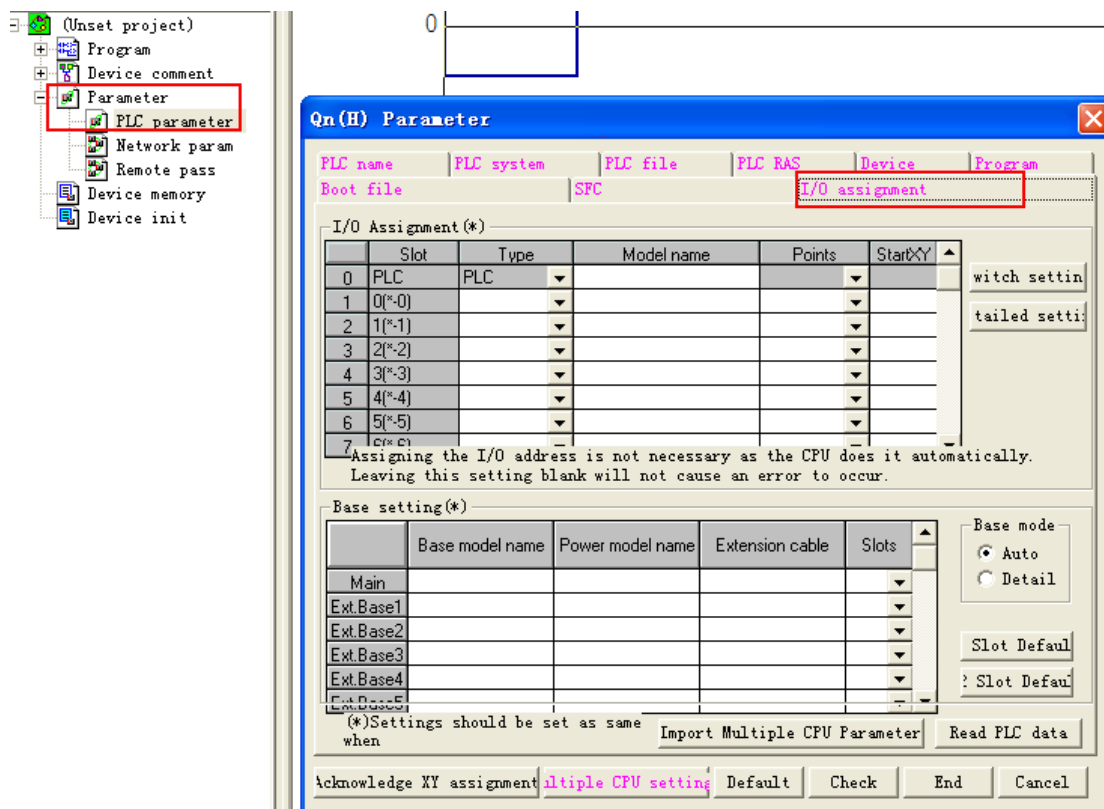 (Unset project)
Program
Device comment
Parameter
PLC parameter
Network param
Remote pass
Device memory
Device init
0
Qn(H) Parameter
PLC name PLC system PLC file PLC RAS Device Program
Boot file SFC I/O assignment
I/O Assignment(*)
Slot Type Model name Points StartXY
0 PLC PLC
1 0(*-0)
2 1(*-1)
3 2(*-2)
4 3(*-3)
5 4(*-4)
6 5(*-5)
7 6(*-6)
witch settin
tailed setti
Assigning the I/O address is not necessary as the CPU does it automatically.
Leaving this setting blank will not cause an error to occur.
Base setting(*)
Base model name Power model name Extension cable Slots
Main
Ext.Base1
Ext.Base2
Ext.Base3
Ext.Base4
Ext.Base5
Base mode
Auto
Detail
Slot Defaul
2 Slot Defaul
(*)Settings should be set as same
when
Import Multiple CPU Parameter Read PLC data
Acknowledge XY assignment ultiple CPU setting Default Check End Cancel